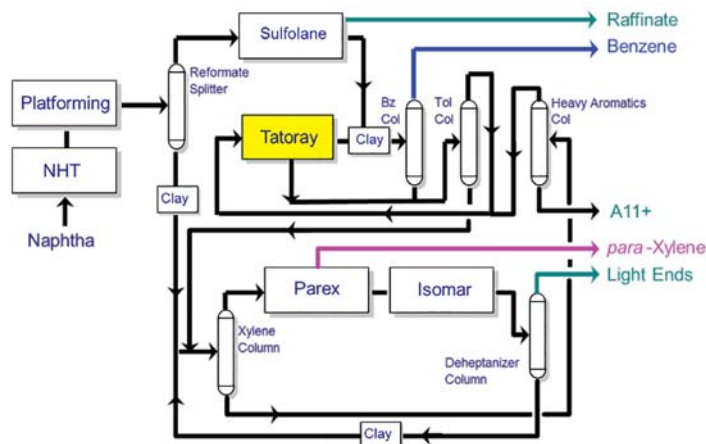 Raffinate
Sulfolane
Benzene
Reformate
Splitter
Platforming
Bz
Col
Tol
Col
Heavy Aromatics
Col
Tatoray
Clay
NHT
Clay
A11+
Naphtha
para-Xylene
Light Ends
Parex
Isomar
Xylene
Column
Deheptanizer
Column
Clay